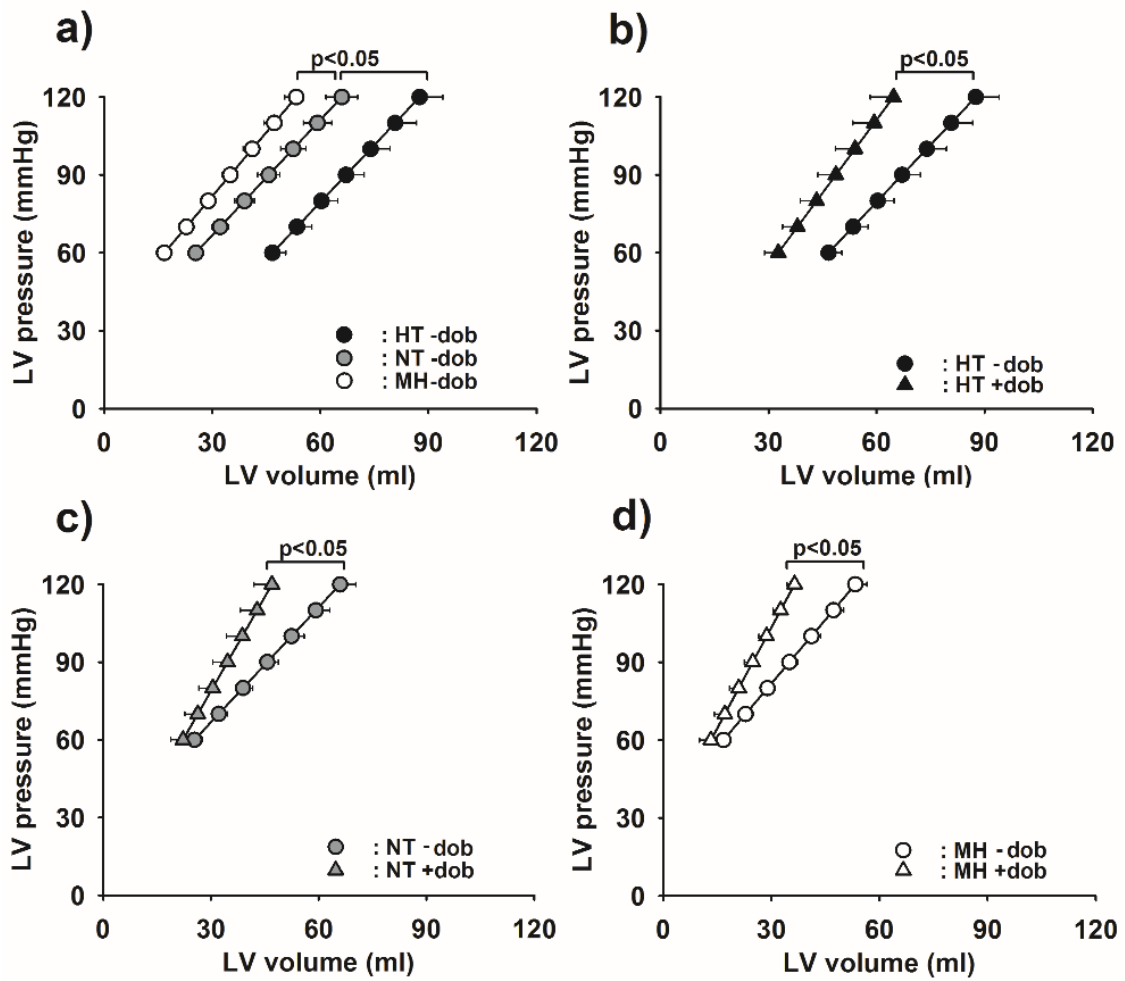 a)
p<0.05
LV pressure (mmHg)
120
90
60
30
0
: HT -dob
: NT -dob
: MH-dob
0 30 60 90 120
LV volume (ml)
b)
p<0.05
LV pressure (mmHg)
120
90
60
30
0
: HT -dob
: HT +dob
0 30 60 90 120
LV volume (ml)
c)
p<0.05
LV pressure (mmHg)
120
90
60
30
0
: NT -dob
: NT +dob
0 30 60 90 120
LV volume (ml)
d)
p<0.05
LV pressure (mmHg)
120
90
60
30
0
: MH -dob
: MH +dob
0 30 60 90 120
LV volume (ml)